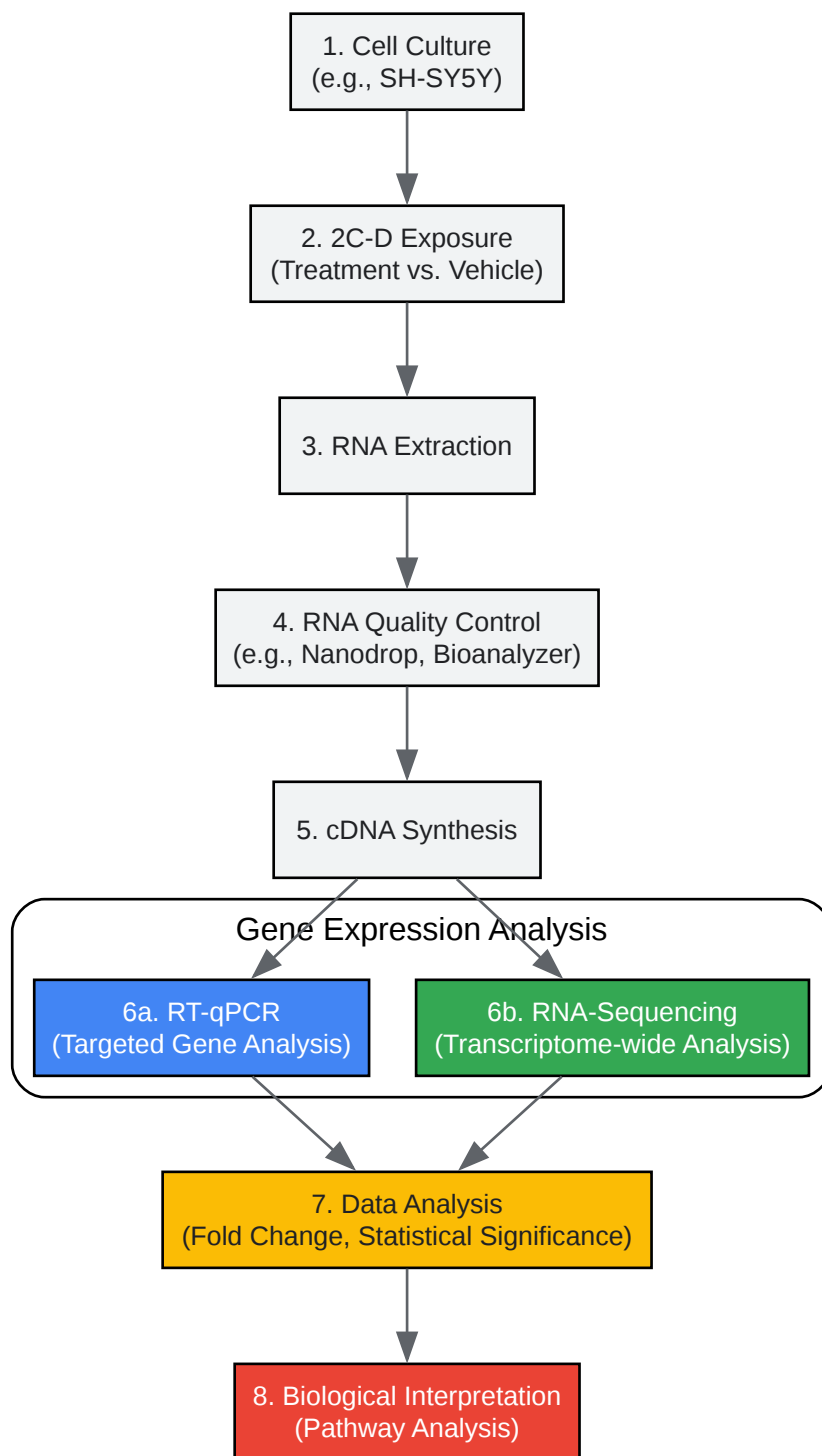 1. Cell Culture
(e.g., SH-SY5Y)
2. 2C-D Exposure
(Treatment vs. Vehicle)
3. RNA Extraction
4. RNA Quality Control
(e.g., Nanodrop, Bioanalyzer)
5. cDNA Synthesis
Gene Expression Analysis
6a. RT-qPCR
(Targeted Gene Analysis)
6b. RNA-Sequencing
(Transcriptome-wide Analysis)
7. Data Analysis
(Fold Change, Statistical Significance)
8. Biological Interpretation
(Pathway Analysis)